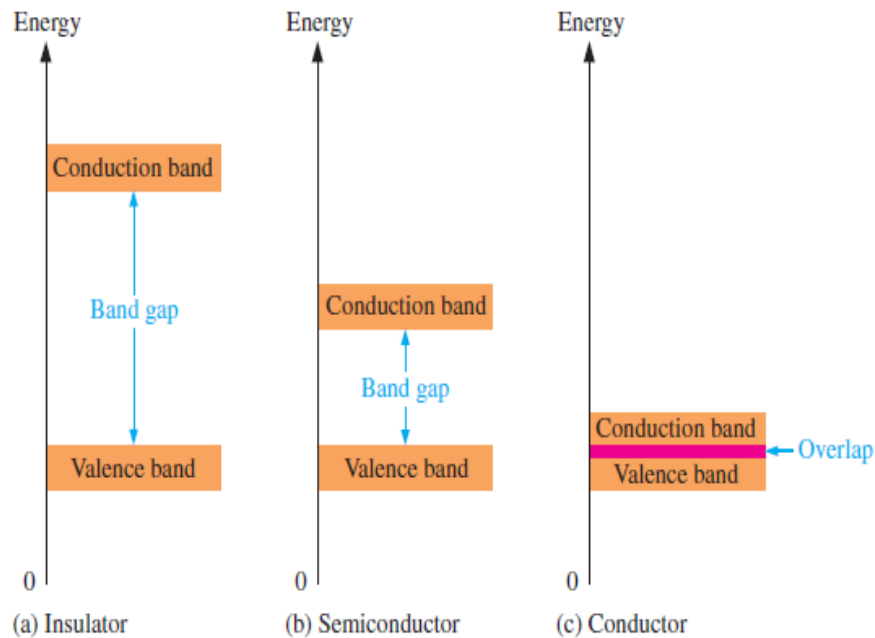 Energy
Conduction band
Band gap
Valence band
0
(a) Insulator
Energy
Conduction band
Band gap
Valence band
0
(b) Semiconductor
Energy
Conduction band
Overlap
Valence band
0
(c) Conductor